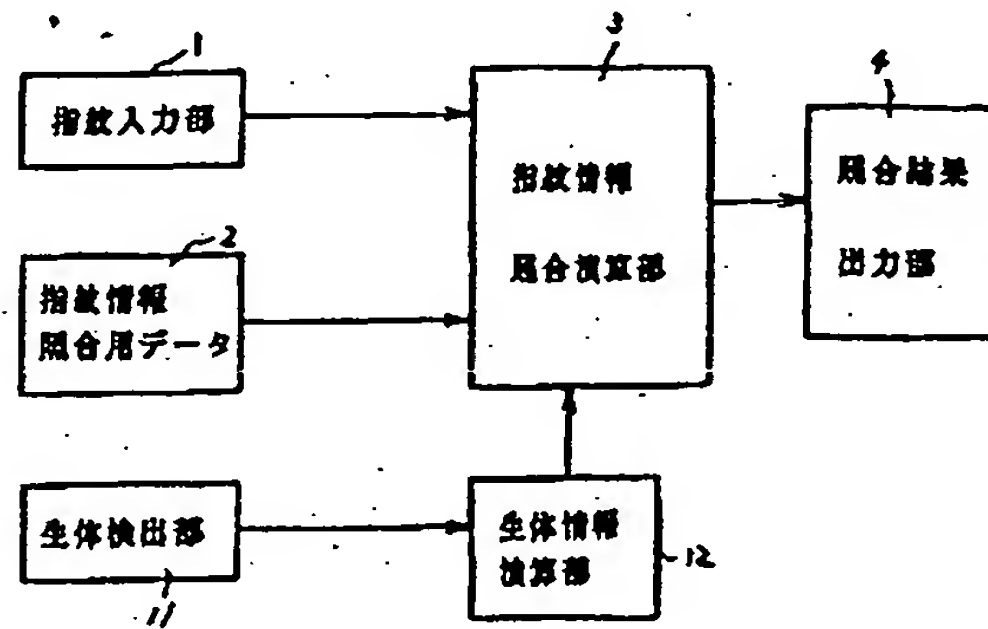 1
指紋入力部
2
指紋情報
照合用データ
生体検出部
11
3
指紋情報
照合演算部
生体情報
演算部
12
4
照合結果
出力部